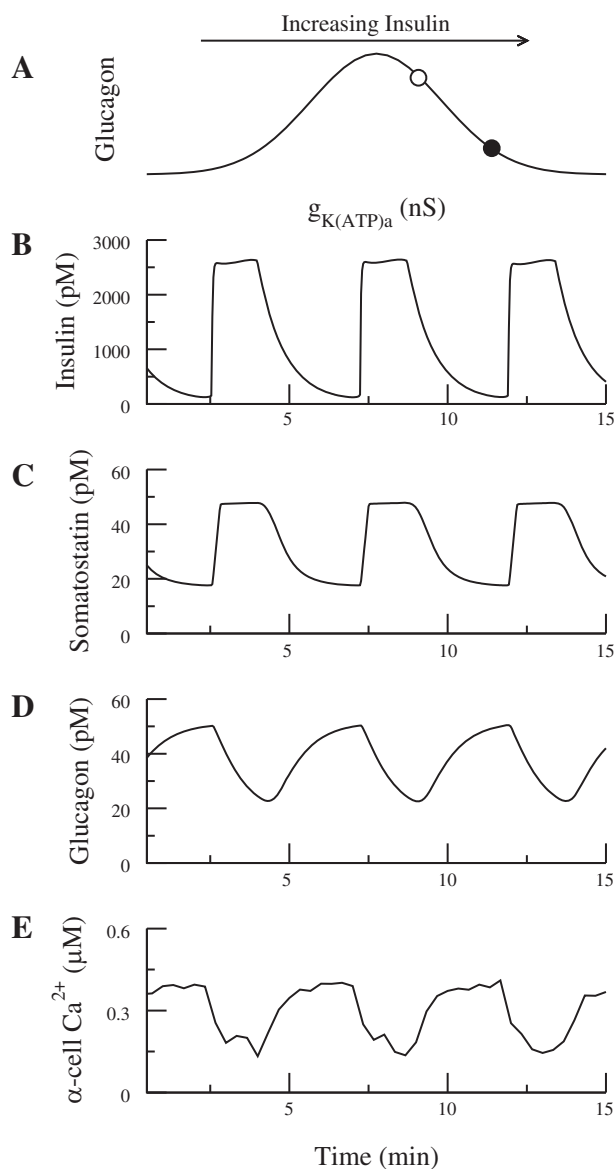 Increasing Insulin
A
Glucagon
g_K(ATP)a (nS)
B
Insulin (pM)
3000
2000
1000
0
5
10
15
C
Somatostatin (pM)
60
40
20
0
5
10
15
D
Glucagon (pM)
60
40
20
0
5
10
15
E
α-cell Ca²⁺ (μM)
0.6
0.3
0
5
10
15
Time (min)